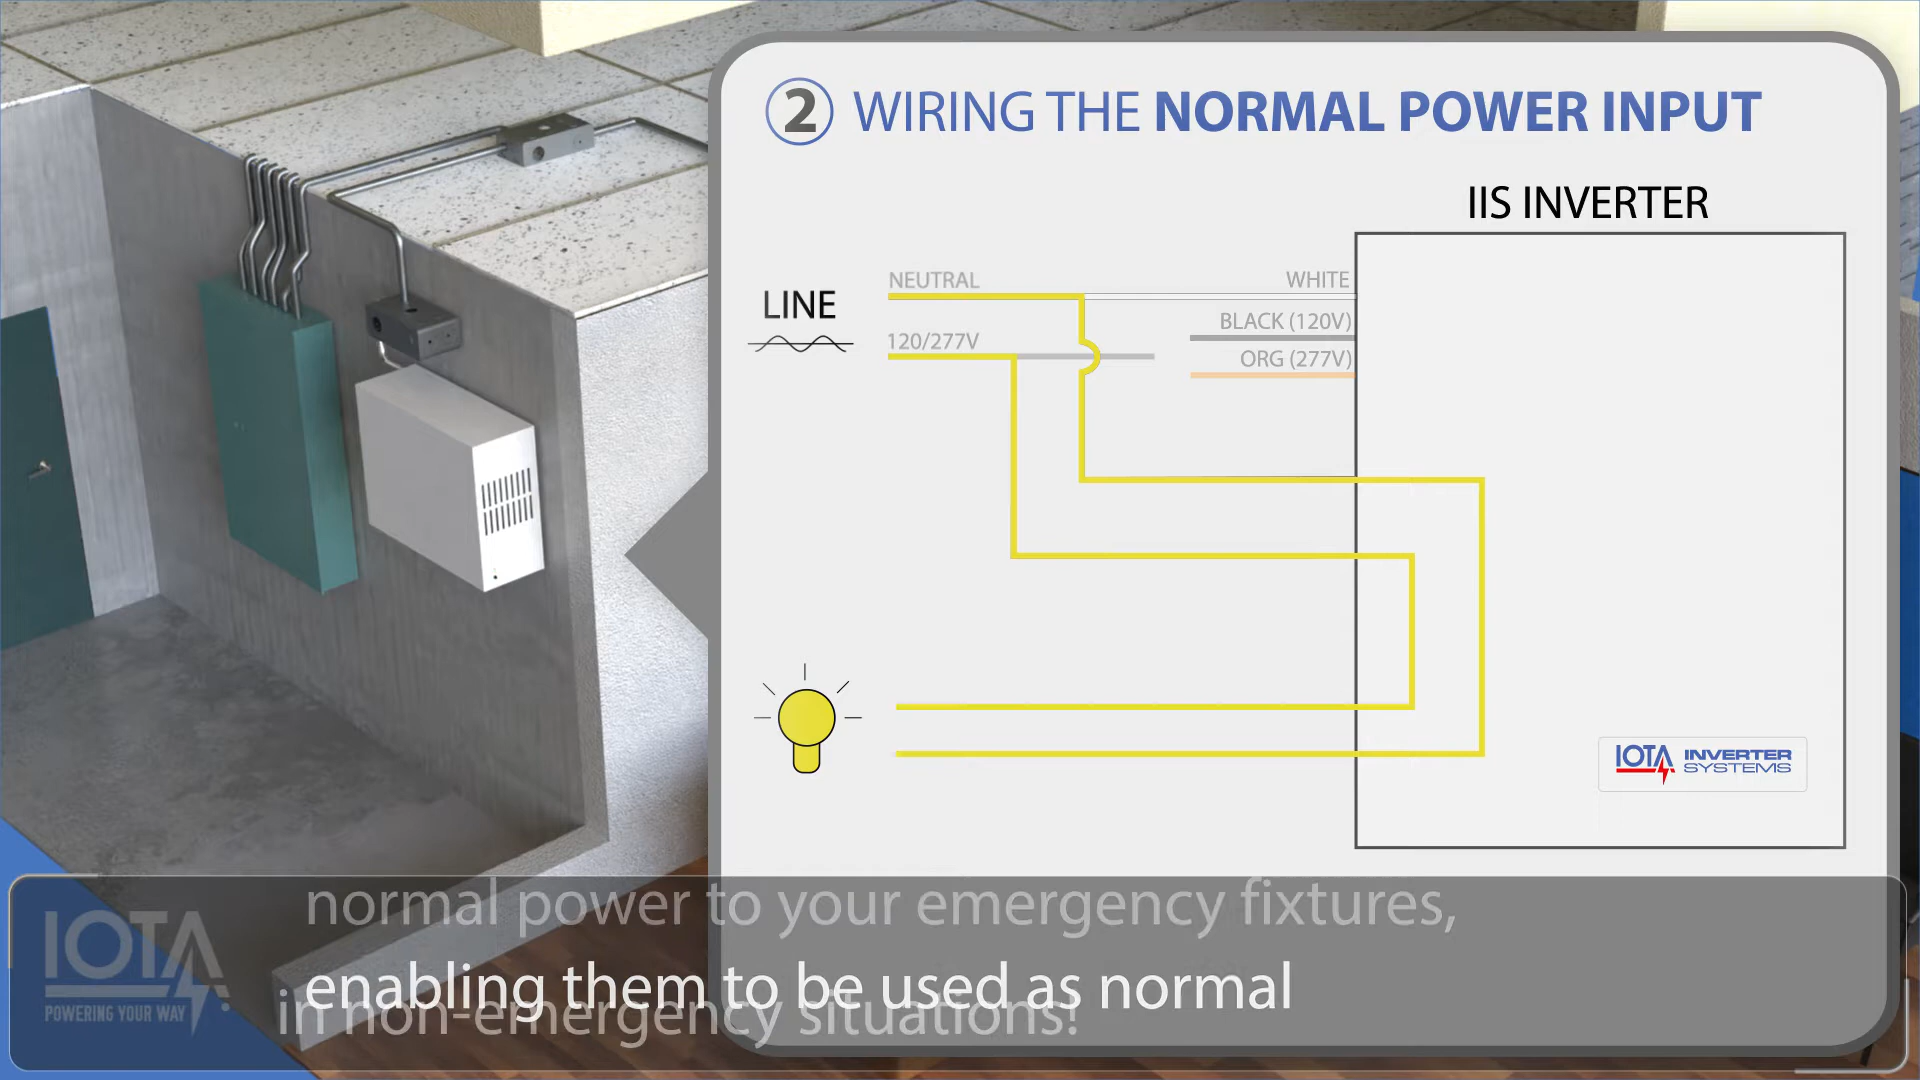 2 WIRING THE NORMAL POWER INPUT
IIS INVERTER
NEUTRAL
WHITE
LINE
BLACK (120V)
120/277V
ORG (277V)
IOTA INVERTER SYSTEMS
normal power to your emergency fixtures,
enabling them to be used as normal
in non-emergency situations!
IOTA
POWERING YOUR WAY